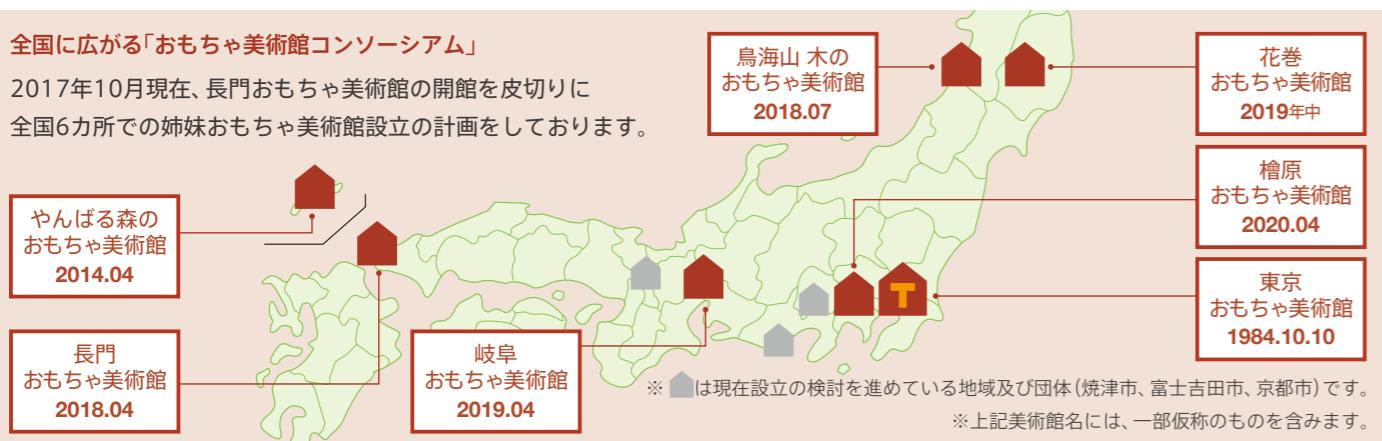 全国に広がる「おもちゃ美術館コンソーシアム」
2017年10月現在、長門おもちゃ美術館の開館を皮切りに
全国6カ所での姉妹おもちゃ美術館設立の計画をしております。
鳥海山 木の
おもちゃ美術館
2018.07
花巻
おもちゃ美術館
2019年中
檜原
おもちゃ美術館
2020.04
やんばる森の
おもちゃ美術館
2014.04
東京
おもちゃ美術館
1984.10.10
長門
おもちゃ美術館
2018.04
岐阜
おもちゃ美術館
2019.04
T
※ は現在設立の検討を進めている地域及び団体(焼津市、富士吉田市、京都市)です。
※上記美術館名には、一部仮称のものを含みます。